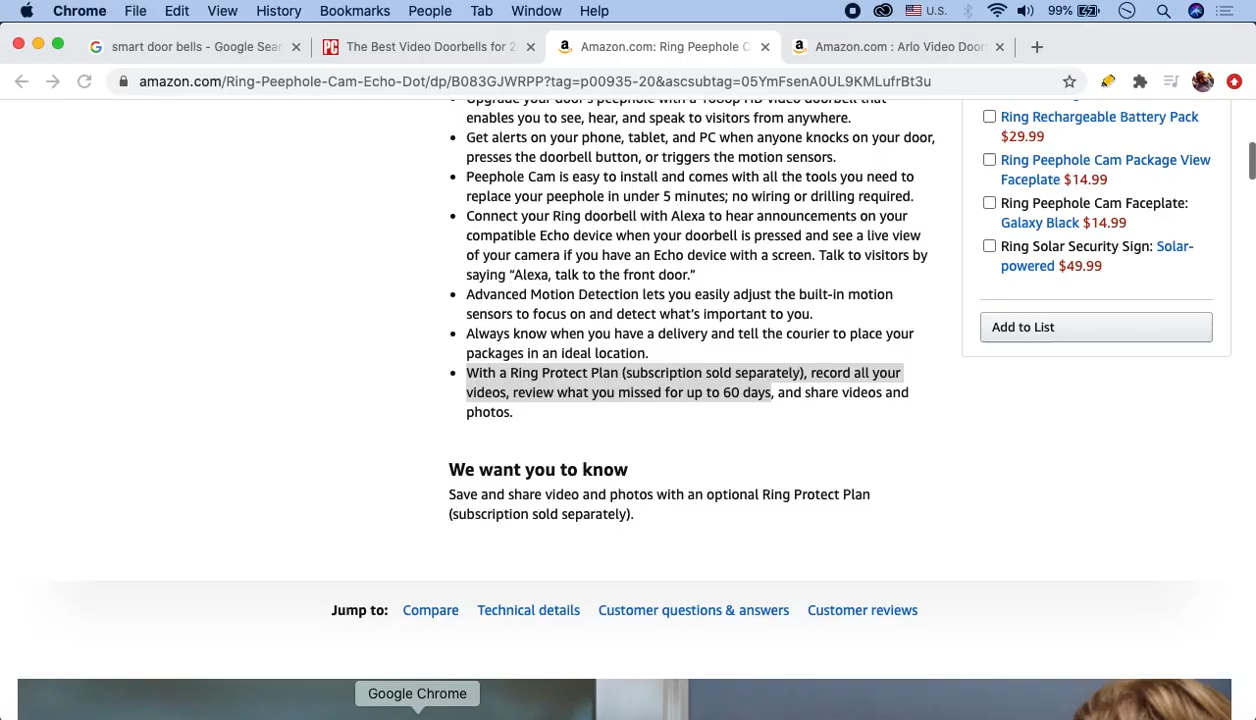 Chrome File Edit View History Bookmarks People Tab Window Help U.S. 99%
smart door bells - Google Sear
PC The Best Video Doorbells for 2
Amazon.com: Ring Peephole C
Amazon.com : Arlo Video Door
amazon.com/Ring-Peephole-Cam-Echo-Dot/dp/B083GJWRPP?tag=p00935-20&ascsubtag=05YmFsenA0UL9KMLufrBt3u
Upgrade your door's peephole with a 1080p HD video doorbell that
enables you to see, hear, and speak to visitors from anywhere.
Get alerts on your phone, tablet, and PC when anyone knocks on your door,
presses the doorbell button, or triggers the motion sensors.
Peephole Cam is easy to install and comes with all the tools you need to
replace your peephole in under 5 minutes; no wiring or drilling required.
Connect your Ring doorbell with Alexa to hear announcements on your
compatible Echo device when your doorbell is pressed and see a live view
of your camera if you have an Echo device with a screen. Talk to visitors by
saying “Alexa, talk to the front door.”
Advanced Motion Detection lets you easily adjust the built-in motion
sensors to focus on and detect what’s important to you.
Always know when you have a delivery and tell the courier to place your
packages in an ideal location.
With a Ring Protect Plan (subscription sold separately), record all your
videos, review what you missed for up to 60 days, and share videos and
photos.
We want you to know
Save and share video and photos with an optional Ring Protect Plan
(subscription sold separately).
Ring Rechargeable Battery Pack
$29.99
Ring Peephole Cam Package View
Faceplate $14.99
Ring Peephole Cam Faceplate:
Galaxy Black $14.99
Ring Solar Security Sign: Solar-
powered $49.99
Add to List
Jump to: Compare Technical details Customer questions & answers Customer reviews
Google Chrome